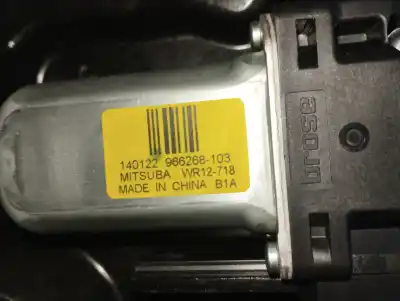 140122 966268-103
MITSUBA WR12-718
MADE IN CHINA B1A
brose